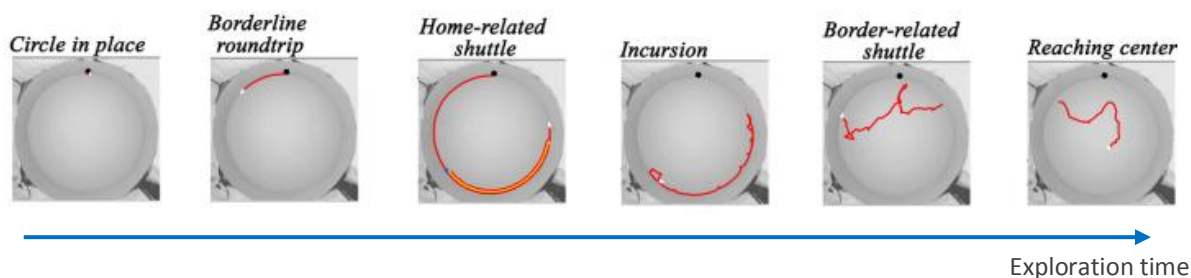 Circle in place
Borderline
roundtrip
Home-related
shuttle
Incursion
Border-related
shuttle
Reaching center
Exploration time